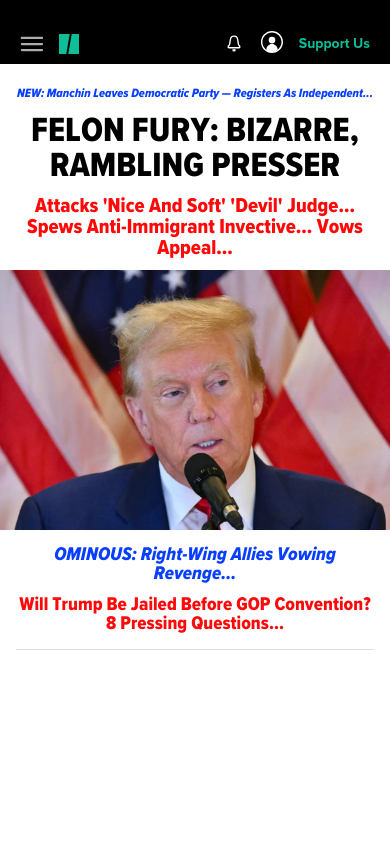 Support Us
NEW: Manchin Leaves Democratic Party — Registers As Independent...
FELON FURY: BIZARRE,
RAMBLING PRESSER
Attacks 'Nice And Soft' 'Devil' Judge...
Spews Anti-Immigrant Invective... Vows
Appeal...
OMINOUS: Right-Wing Allies Vowing
Revenge...
Will Trump Be Jailed Before GOP Convention?
8 Pressing Questions...